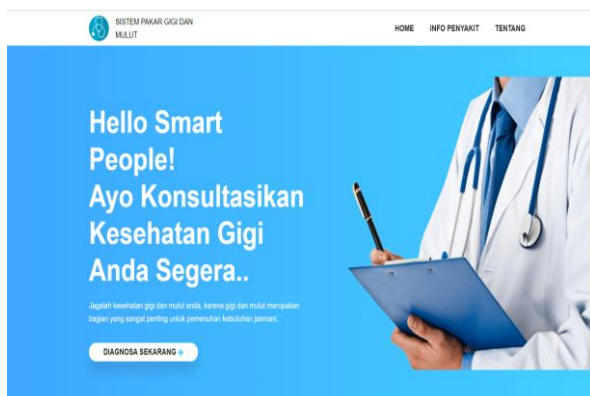 SISTEM PAKAR GIGI DAN
MULUT
HOME INFO PENYAKIT TENTANG
Hello Smart
People!
Ayo Konsultasikan
Kesehatan Gigi
Anda Segera..
Jagalah kesehatan gigi dan mulut anda, karena gigi dan mulut merupakan
bagian yang sangat penting untuk pemenuhan kebutuhan jasmani.
DIAGNOSA SEKARANG